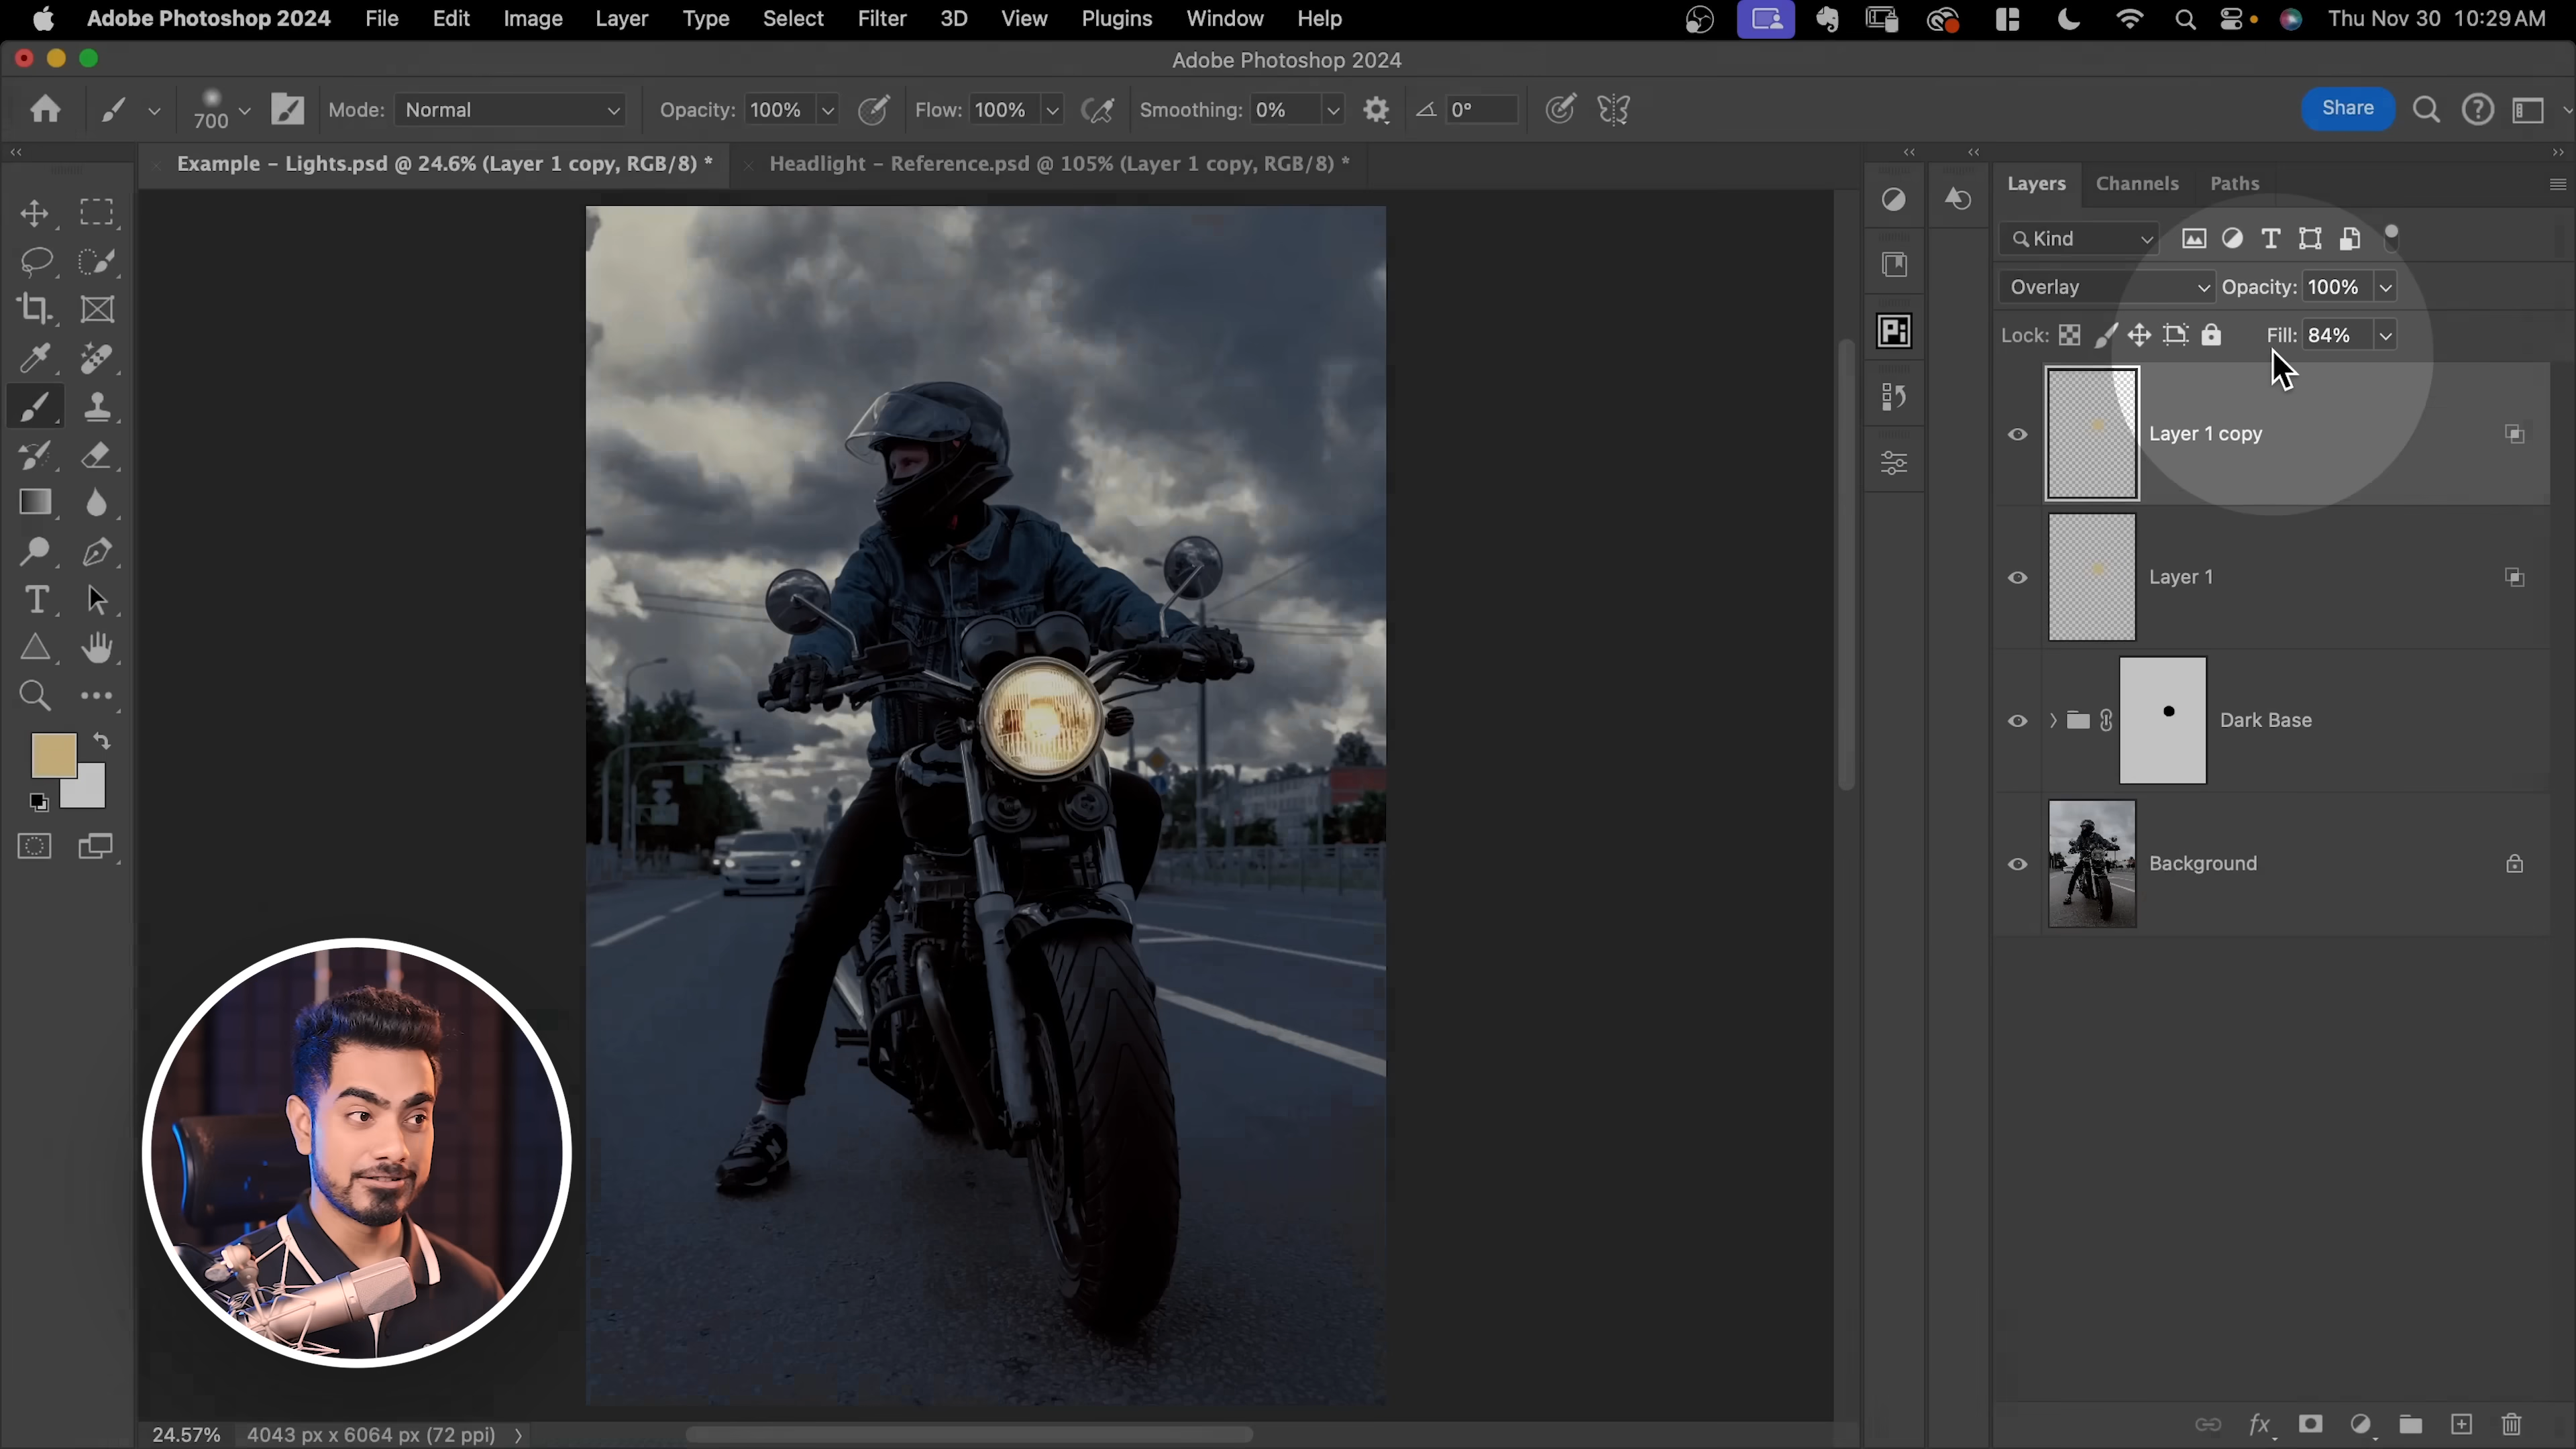 Adobe Photoshop 2024 File Edit Image Layer Type Select Filter 3D View Plugins Window Help Thu Nov 30 10:29 AM
Adobe Photoshop 2024
700 Mode: Normal Opacity: 100% Flow: 100% Smoothing: 0% 0° Share
Example – Lights.psd @ 24.6% (Layer 1 copy, RGB/8) * Headlight – Reference.psd @ 105% (Layer 1 copy, RGB/8) *
Layers Channels Paths
Kind
Overlay Opacity: 100%
Lock: Fill: 84%
Layer 1 copy
Layer 1
Dark Base
Background
Pi
24.57% 4043 px x 6064 px (72 ppi)
fx